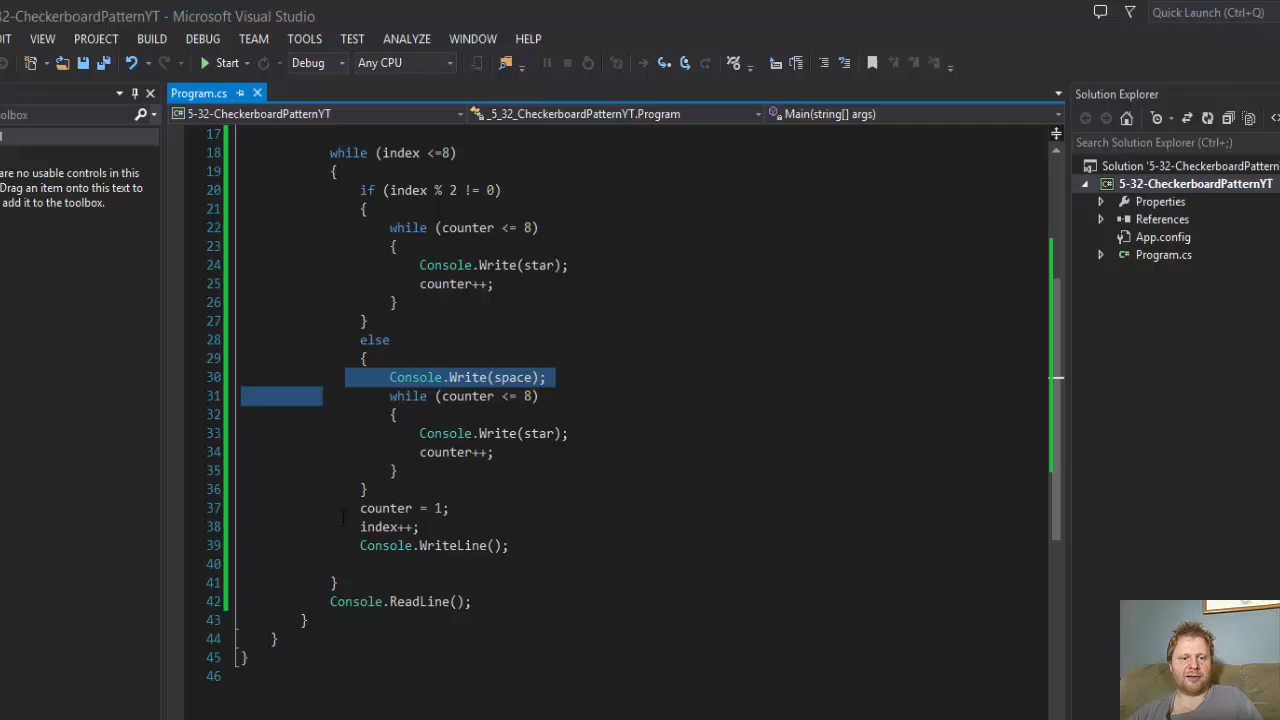 32-CheckerboardPatternYT - Microsoft Visual Studio
Quick Launch (Ctrl+Q)
IT VIEW PROJECT BUILD DEBUG TEAM TOOLS TEST ANALYZE WINDOW HELP
Start Debug Any CPU
Program.cs
Solution Explorer
olbox
5-32-CheckerboardPatternYT
_5_32_CheckerboardPatternYT.Program
Main(string[] args)
Search Solution Explorer (Ctrl+;)
Solution '5-32-CheckerboardPattern
5-32-CheckerboardPatternYT
Properties
References
App.config
Program.cs
are no usable controls in this
Drag an item onto this text to
add it to the toolbox.
17
18 while (index <=8)
19 {
20 if (index % 2 != 0)
21 {
22 while (counter <= 8)
23 {
24 Console.Write(star);
25 counter++;
26 }
27 }
28 else
29 {
30 Console.Write(space);
31 while (counter <= 8)
32 {
33 Console.Write(star);
34 counter++;
35 }
36 }
37 counter = 1;
38 index++;
39 Console.WriteLine();
40
41 }
42 Console.ReadLine();
43 }
44 }
45 }
46